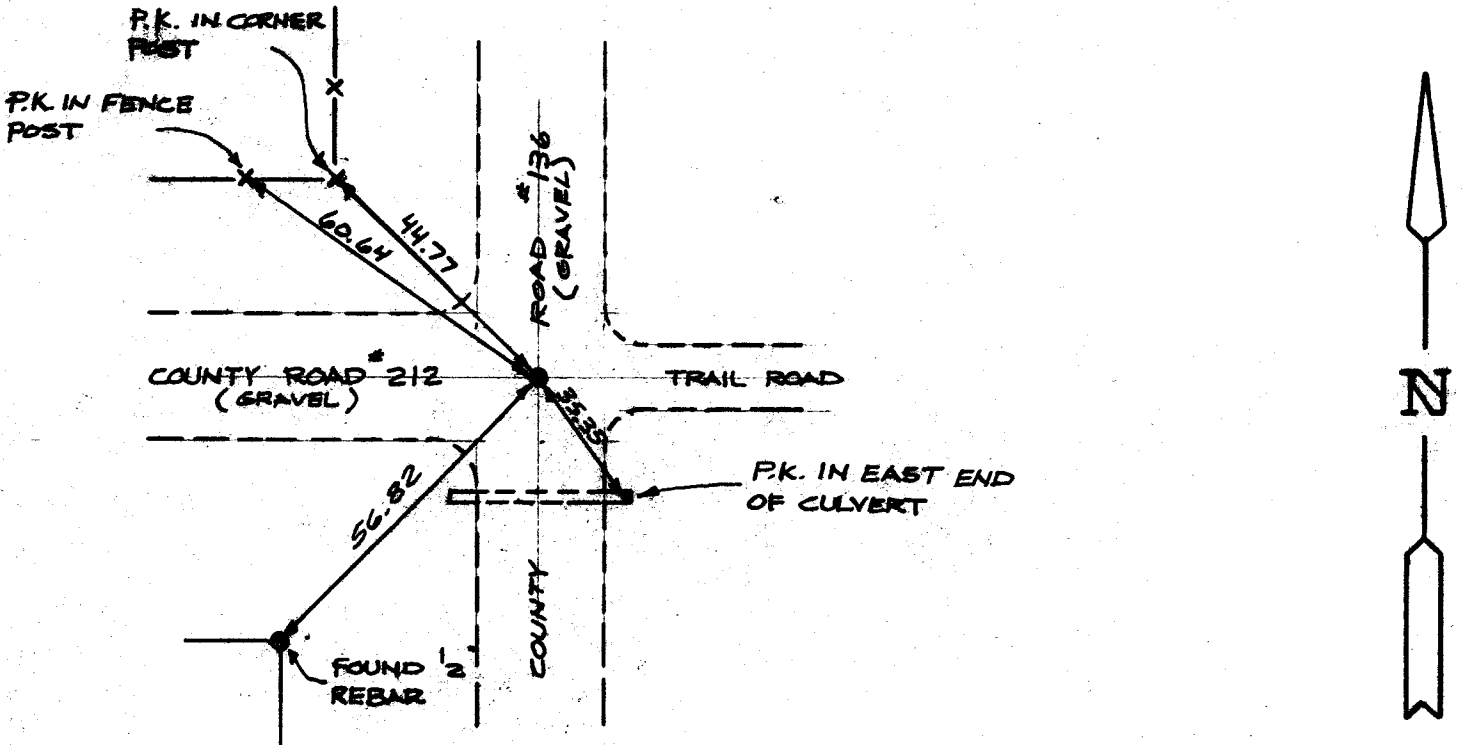 P.K. IN CORNER
POST
P.K. IN FENCE
POST
COUNTY ROAD #136
(GRAVEL)
60.64
44.77
COUNTY ROAD #212
(GRAVEL)
TRAIL ROAD
35.35
56.82
P.K. IN EAST END
OF CULVERT
FOUND 1/2"
REBAR
N